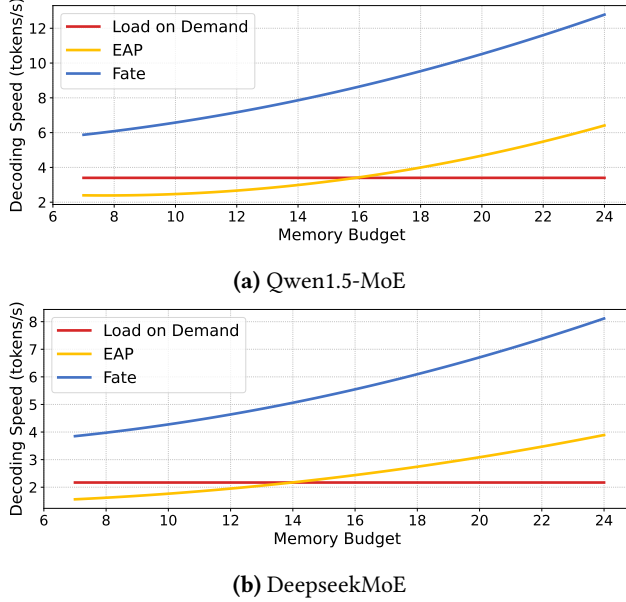 Decoding Speed (tokens/s)
12
10
8
6
4
2
Load on Demand
EAP
Fate
6 8 10 12 14 16 18 20 22 24
Memory Budget
(a) Qwen1.5-MoE
Decoding Speed (tokens/s)
8
7
6
5
4
3
2
Load on Demand
EAP
Fate
6 8 10 12 14 16 18 20 22 24
Memory Budget
(b) DeepseekMoE